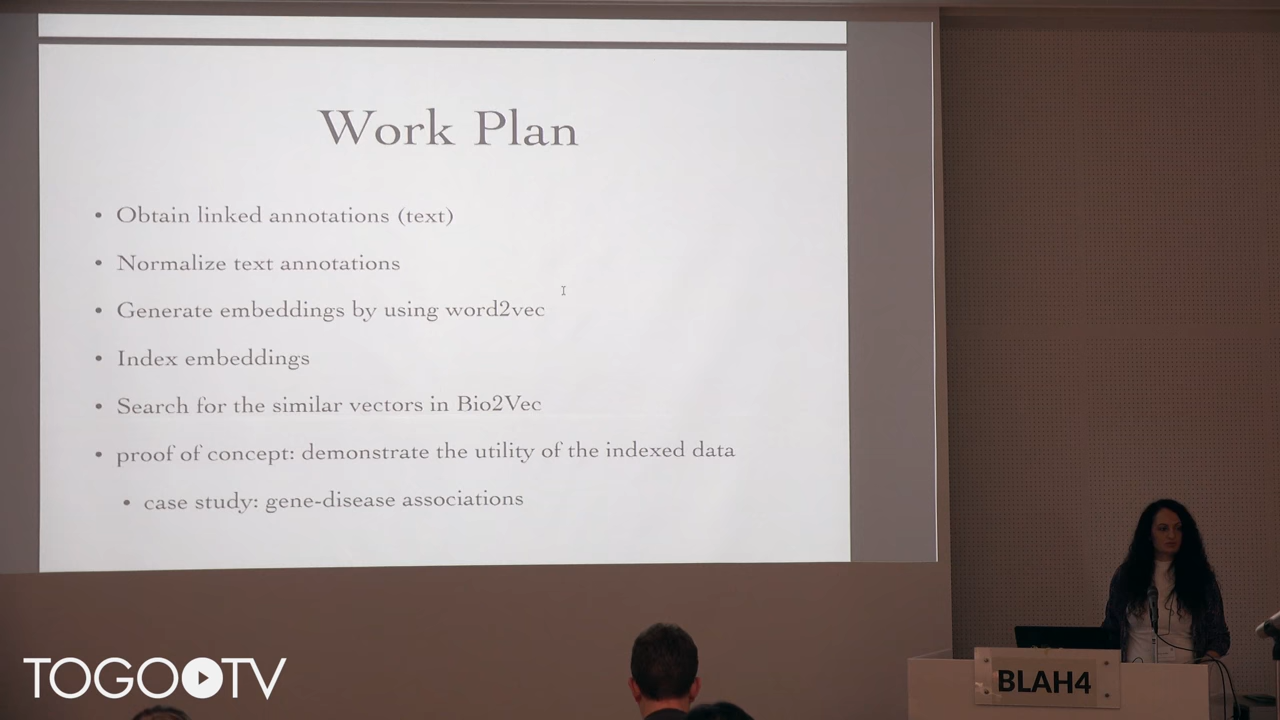 Work Plan
• Obtain linked annotations (text)
• Normalize text annotations
• Generate embeddings by using word2vec
• Index embeddings
• Search for the similar vectors in Bio2Vec
• proof of concept: demonstrate the utility of the indexed data
• case study: gene-disease associations
BLAH4
TOGOTV